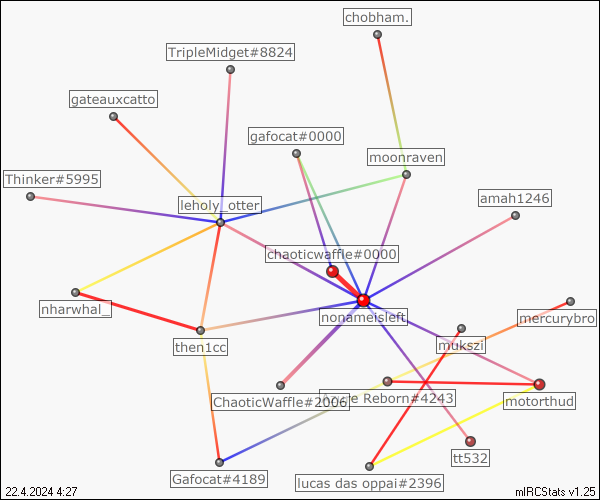 chobham.
TripleMidget#8824
gateauxcatto
gafocat#0000
moonraven
Thinker#5995
amah1246
leholy_otter
chaoticwaffle#0000
nonameisleft
nharwhal_
mercurybro
mukszi
then1cc
ChaoticWaffle#2006
Reborn#4243
motorthud
tt532
Gafocat#4189
lucas das oppai#2396
22.4.2024 4:27
mIRCStats v1.25